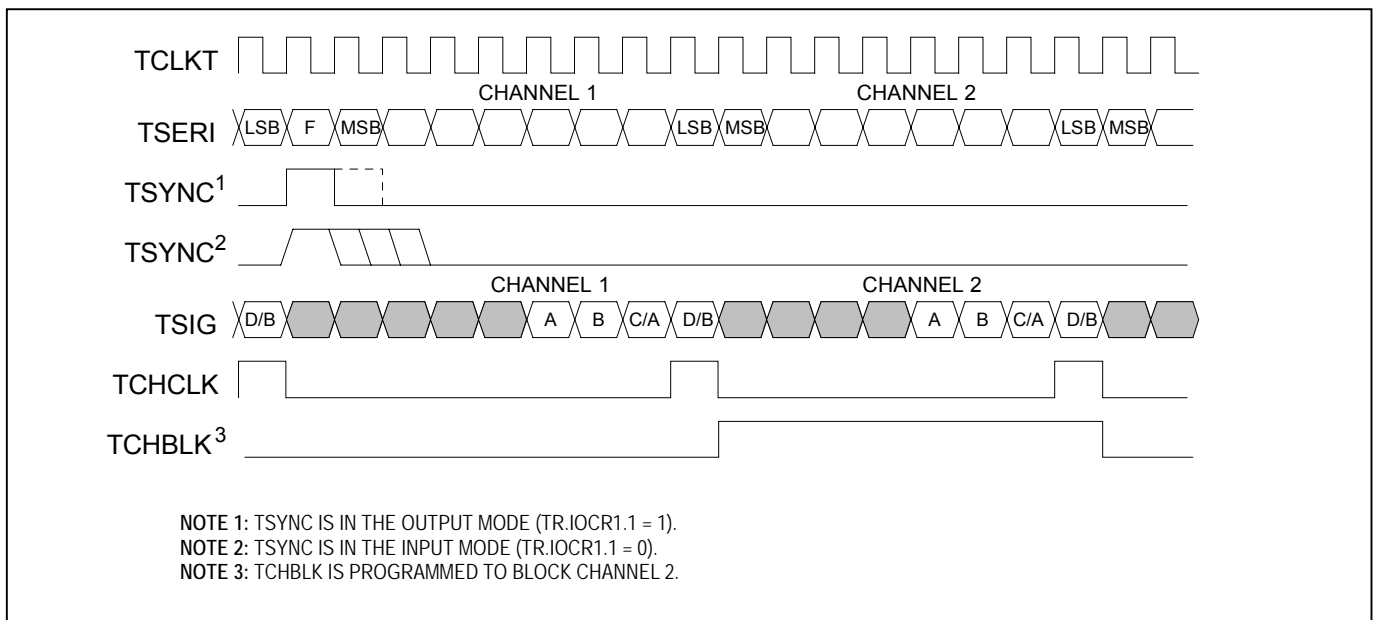 TCLKT
CHANNEL 1 CHANNEL 2
TSERI LSB F MSB LSB MSB LSB MSB
TSYNC1
TSYNC2
CHANNEL 1 CHANNEL 2
TSIG D/B A B C/A D/B A B C/A D/B
TCHCLK
TCHBLK3
NOTE 1: TSYNC IS IN THE OUTPUT MODE (TR.IOCR1.1 = 1).
NOTE 2: TSYNC IS IN THE INPUT MODE (TR.IOCR1.1 = 0).
NOTE 3: TCHBLK IS PROGRAMMED TO BLOCK CHANNEL 2.